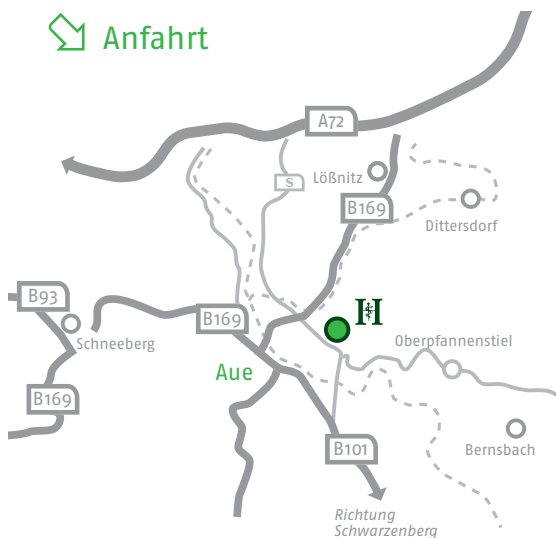 Anfahrt
A72
S
Lößnitz
B169
Dittersdorf
B93
B169
H
Schneeberg
Oberpfannenstiel
Aue
B169
B101
Bernsbach
Richtung
Schwarzenberg